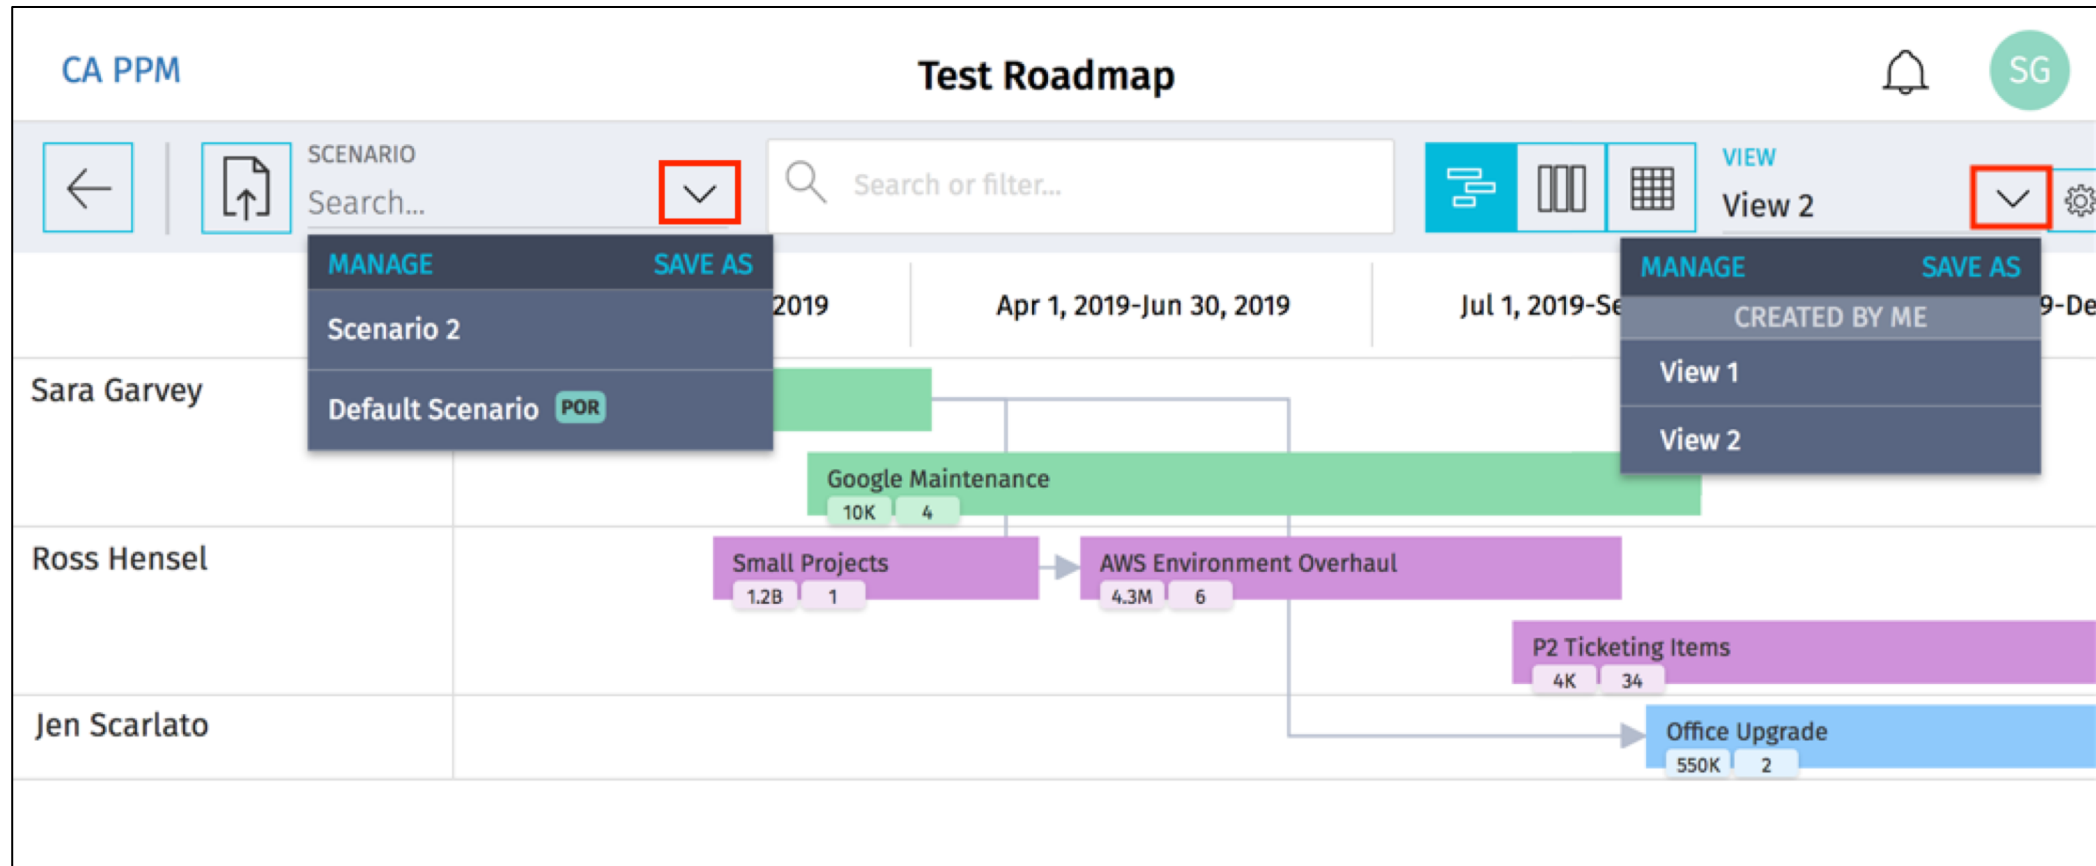 CA PPM
Test Roadmap
SG
SCENARIO
Search...
Search or filter...
VIEW
View 2
MANAGE SAVE AS
Scenario 2
Default Scenario POR
MANAGE SAVE AS
CREATED BY ME
View 1
View 2
2019
Apr 1, 2019-Jun 30, 2019
Jul 1, 2019-Se
9-De
Sara Garvey
Google Maintenance
10K 4
Ross Hensel
Small Projects
1.2B 1
AWS Environment Overhaul
4.3M 6
P2 Ticketing Items
4K 34
Jen Scarlato
Office Upgrade
550K 2